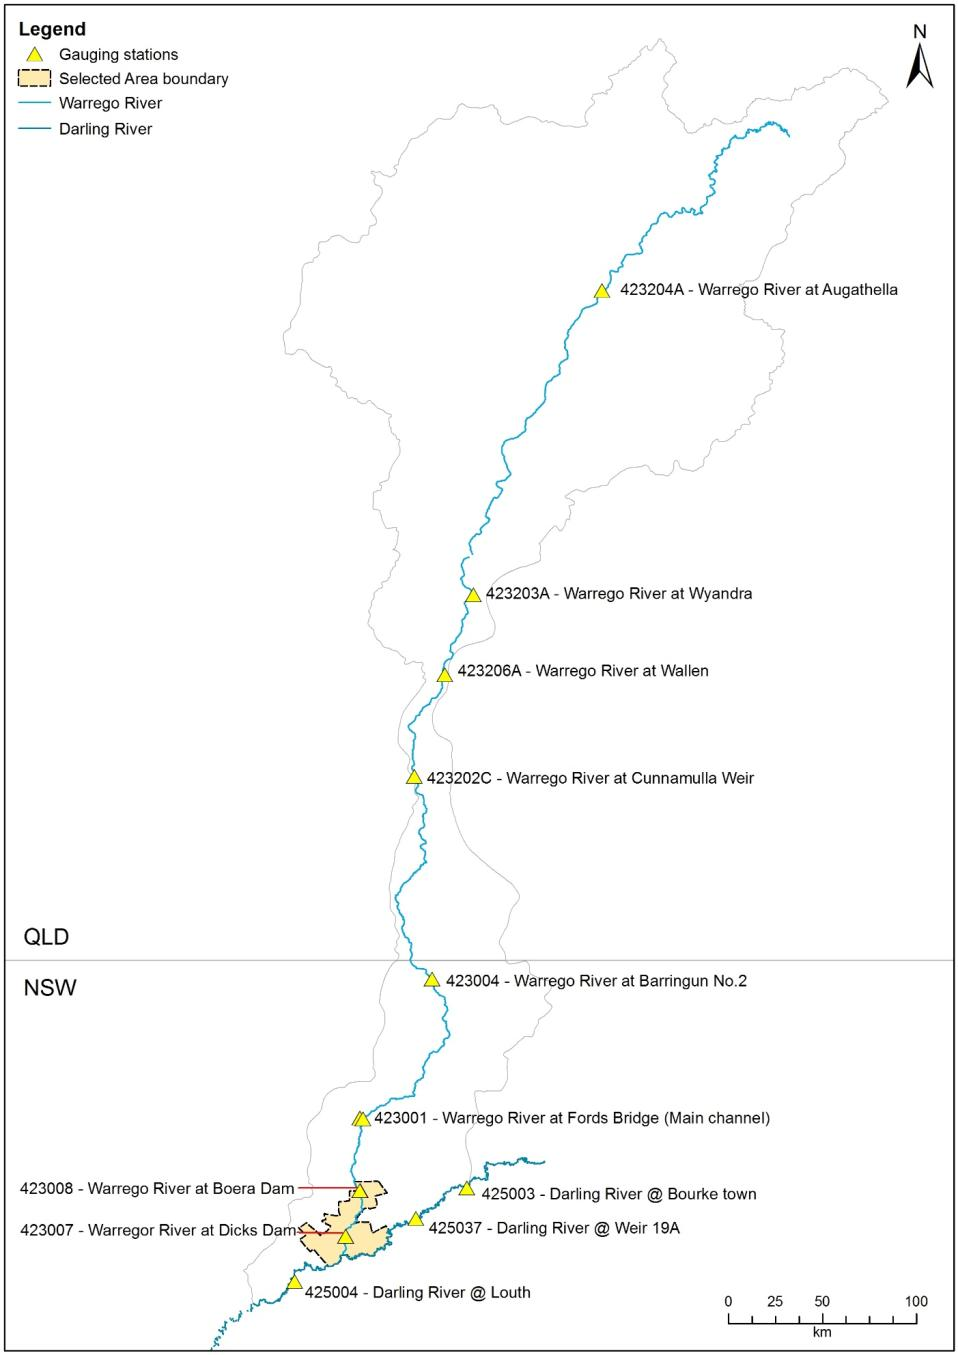 Legend
Gauging stations
Selected Area boundary
Warrego River
Darling River
N
423204A - Warrego River at Augathella
423203A - Warrego River at Wyandra
423206A - Warrego River at Wallen
423202C - Warrego River at Cunnamulla Weir
QLD
NSW
423004 - Warrego River at Barringun No.2
423001 - Warrego River at Fords Bridge (Main channel)
423008 - Warrego River at Boera Dam
425003 - Darling River @ Bourke town
423007 - Warregor River at Dicks Dam
425037 - Darling River @ Weir 19A
425004 - Darling River @ Louth
0 25 50 100
km